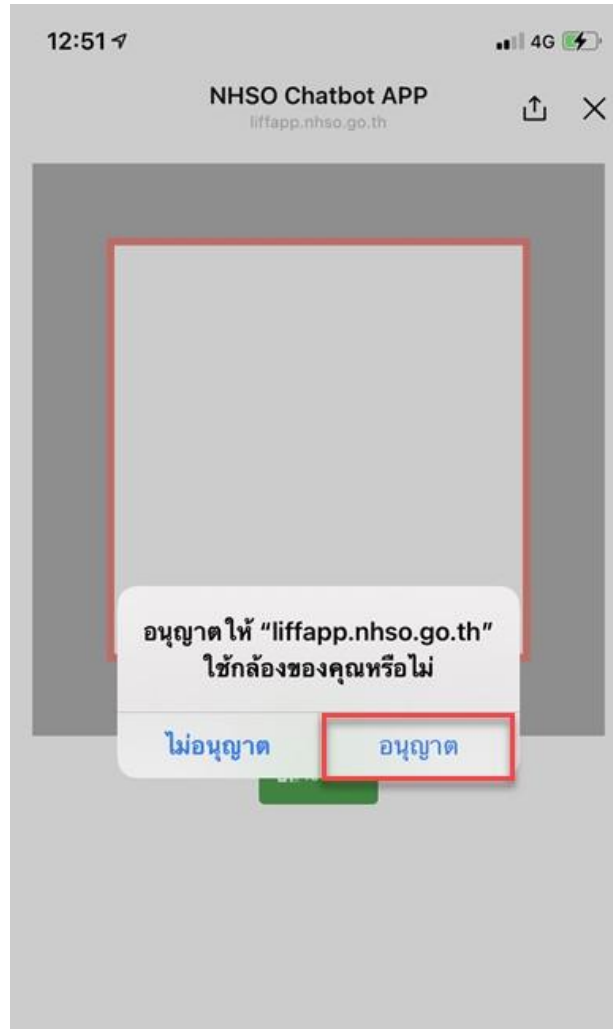 12:51
4G
NHSO Chatbot APP
liffapp.nhso.go.th
อนุญาตให้ “liffapp.nhso.go.th”
ใช้กล้องของคุณหรือไม่
ไม่อนุญาต
อนุญาต